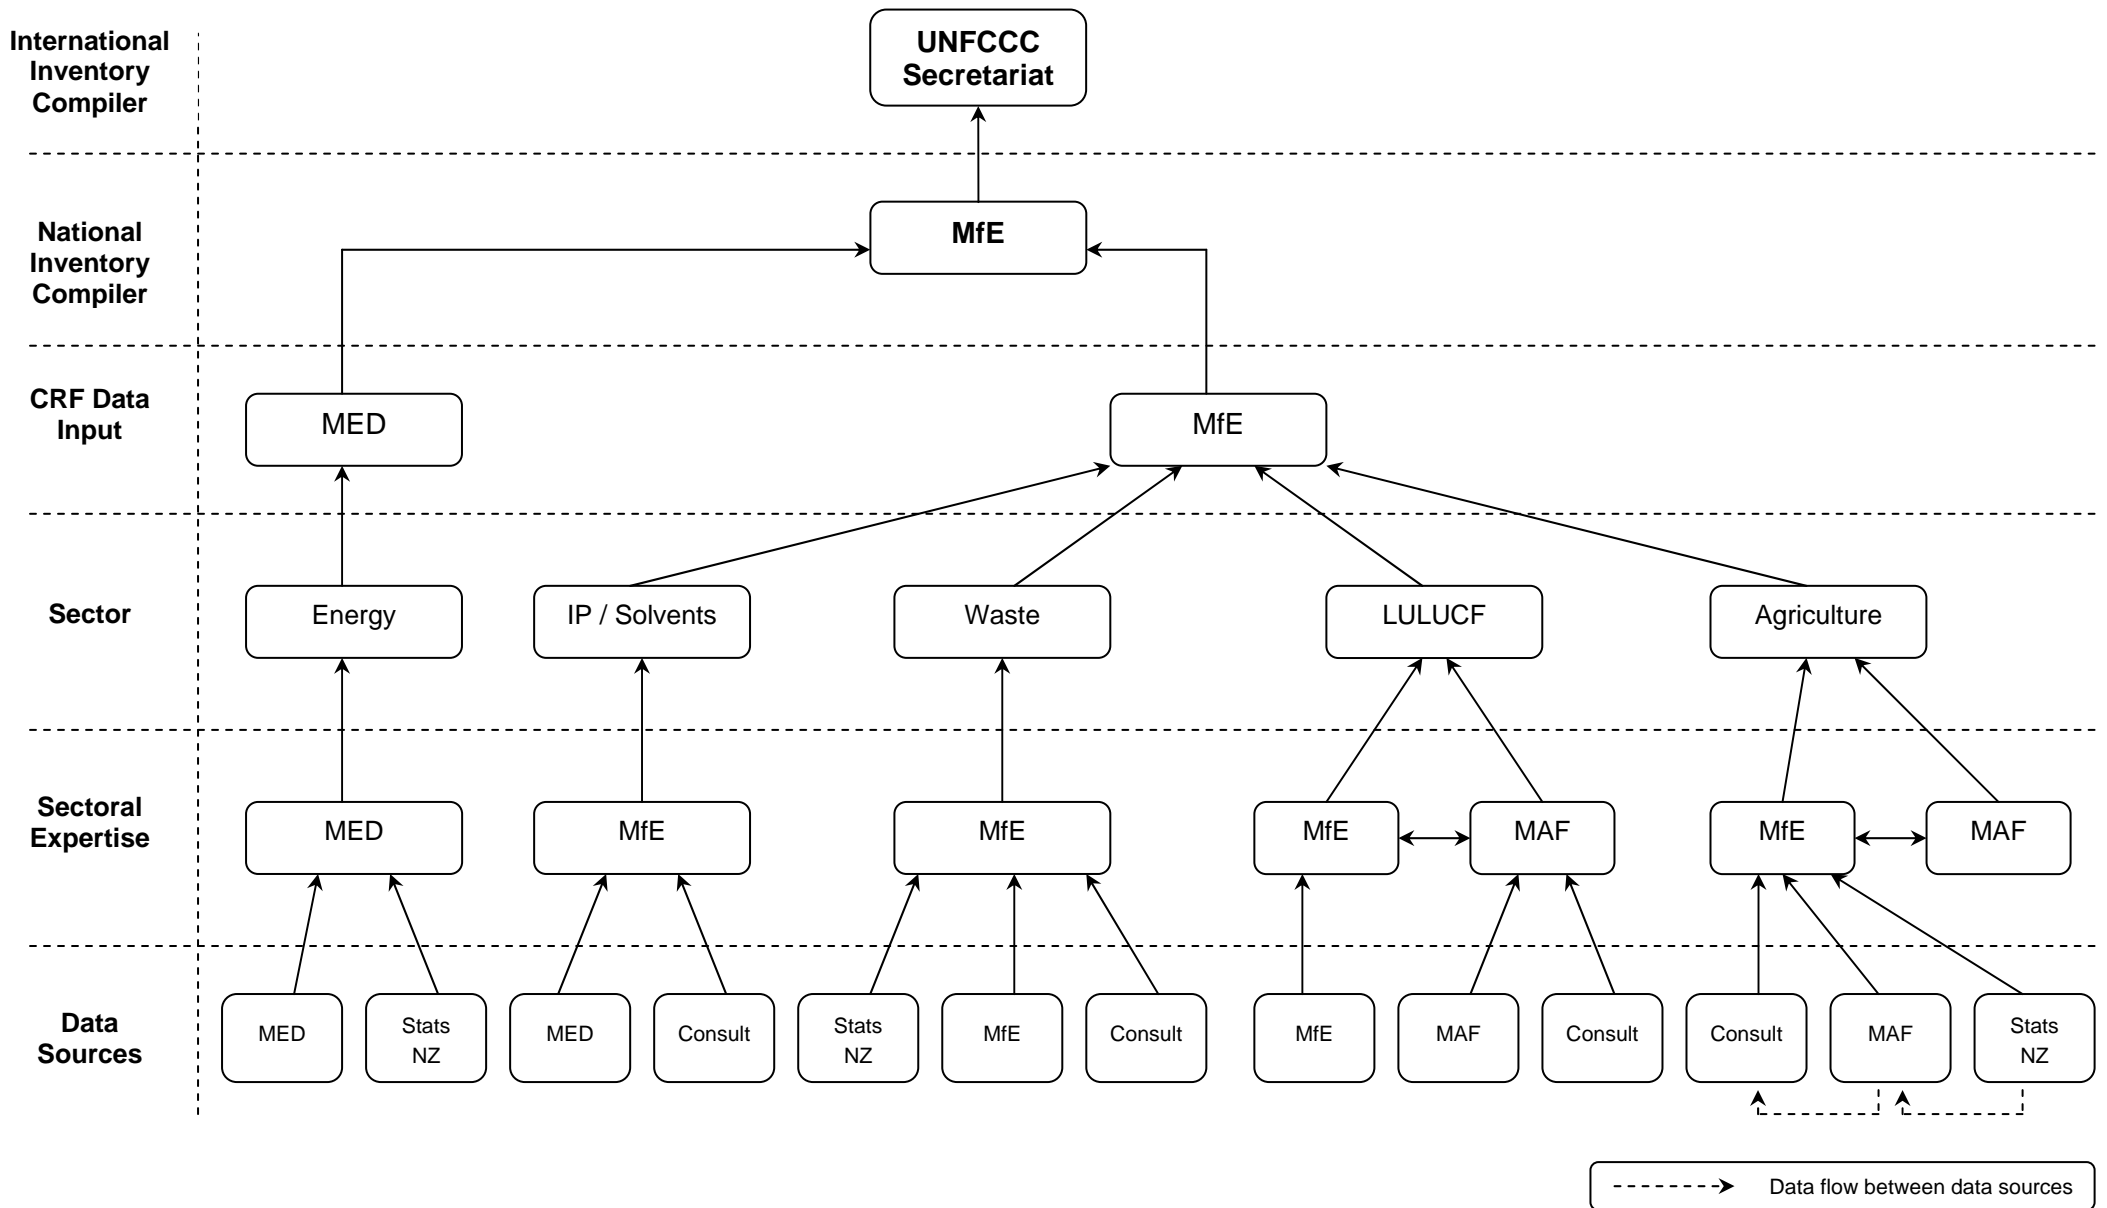 International
Inventory
Compiler
UNFCCC
Secretariat
National
Inventory
Compiler
MfE
CRF Data
Input
MED
MfE
Sector
Energy
IP / Solvents
Waste
LULUCF
Agriculture
Sectoral
Expertise
MED
MfE
MfE
MfE
MAF
MfE
MAF
Data
Sources
MED
Stats
NZ
MED
Consult
Stats
NZ
MfE
Consult
MfE
MAF
Consult
Consult
MAF
Stats
NZ
Data flow between data sources